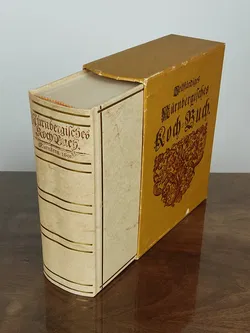 Nürnbergisches
Koch Buch.
Vollständiges
Nürnbergisches
Koch-Buch.